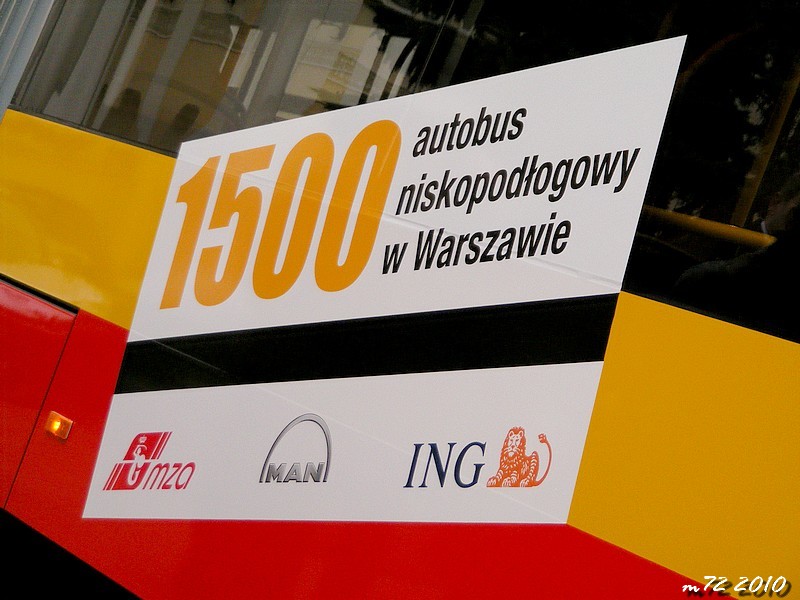 1500 autobus
niskopodłogowy
w Warszawie
mza MAN ING
m72 2010